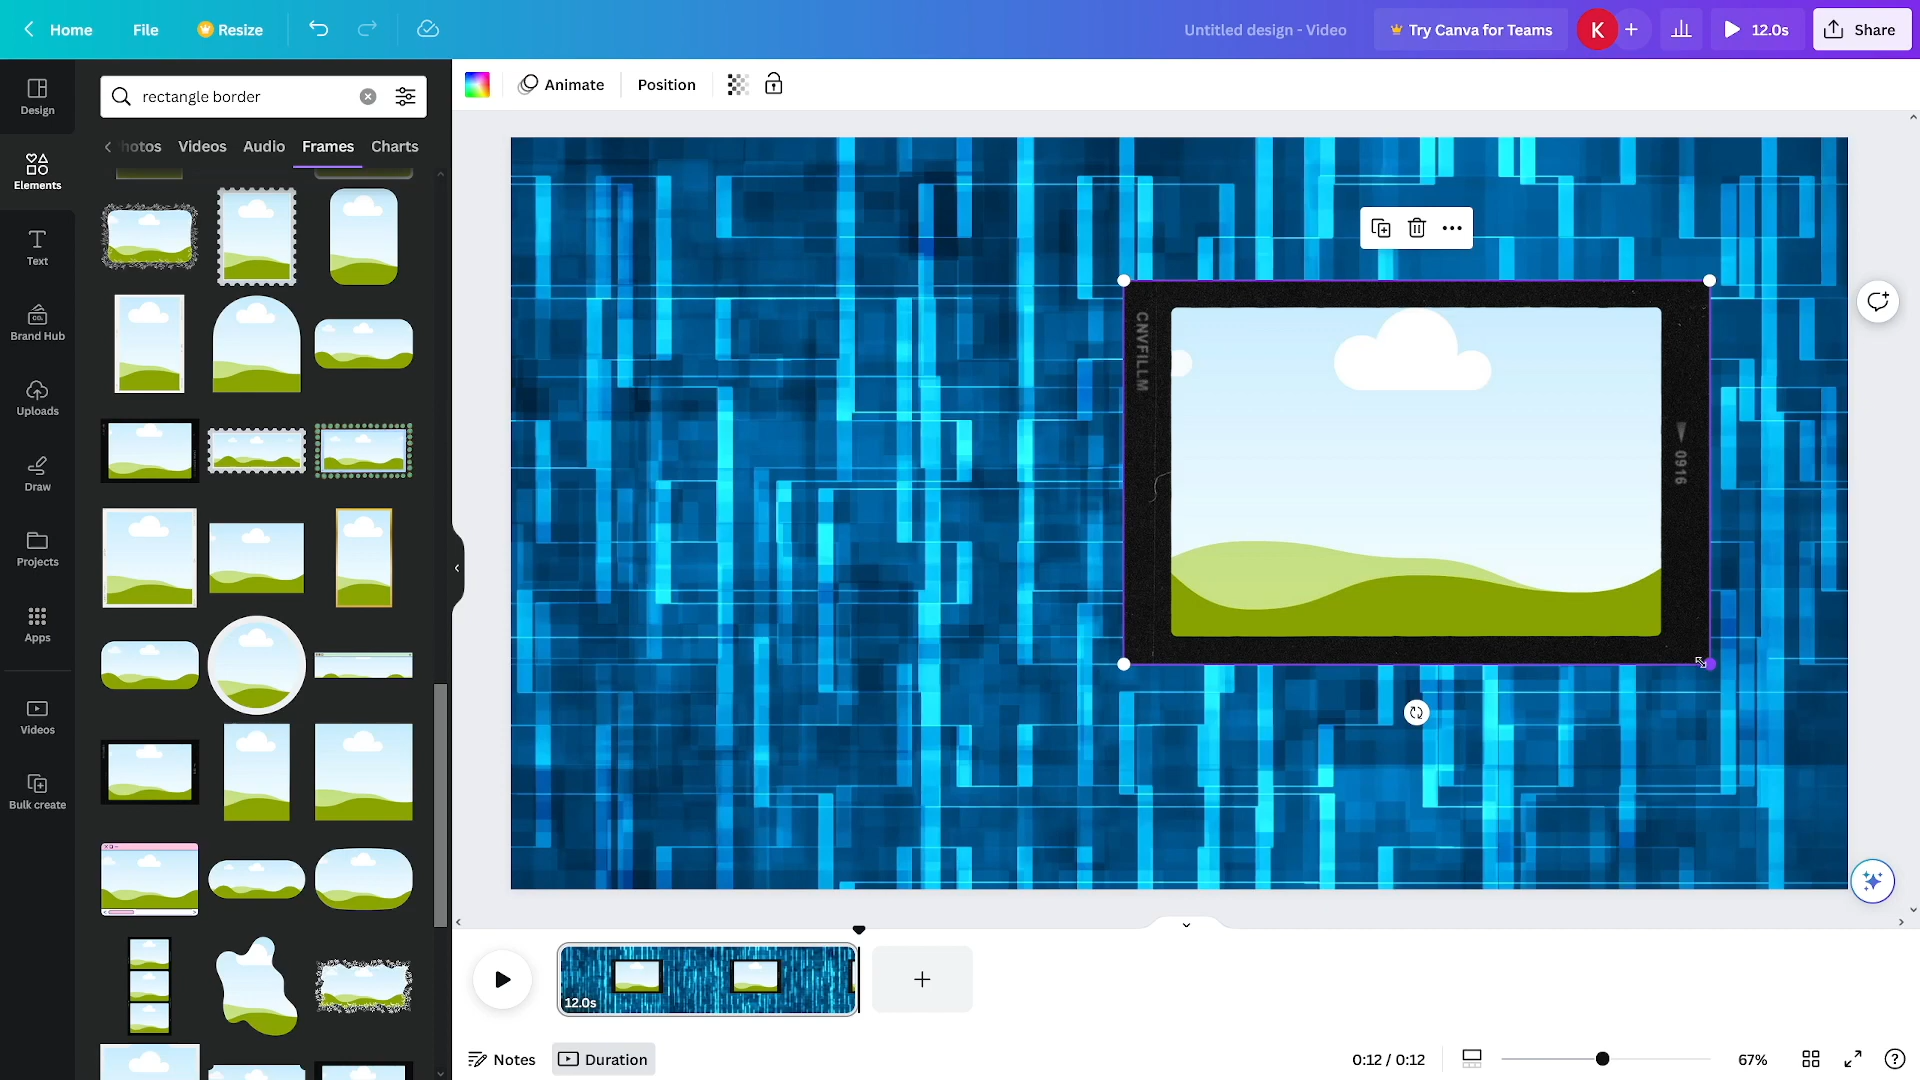 Home
File
Resize
Untitled design - Video
Try Canva for Teams
K
12.0s
Share
Design
Elements
Text
Brand Hub
Uploads
Draw
Projects
Apps
Videos
Bulk create
rectangle border
hotos
Videos
Audio
Frames
Charts
Animate
Position
CNVFILLM
0916
12.0s
Notes
Duration
0:12 / 0:12
67%